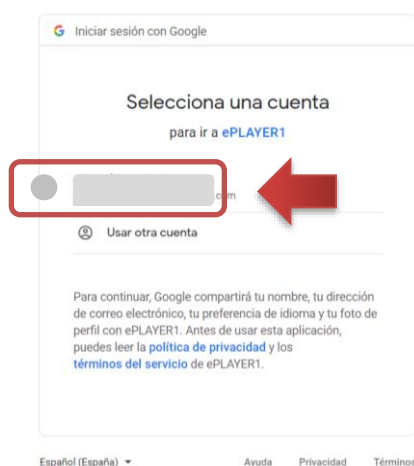 Iniciar sesión con Google
Selecciona una cuenta
para ir a ePLAYER1
Usar otra cuenta
Para continuar, Google compartirá tu nombre, tu dirección
de correo electrónico, tu preferencia de idioma y tu foto de
perfil con ePLAYER1. Antes de usar esta aplicación,
puedes leer la política de privacidad y los
términos del servicio de ePLAYER1.
Español (España) Ayuda Privacidad Términos